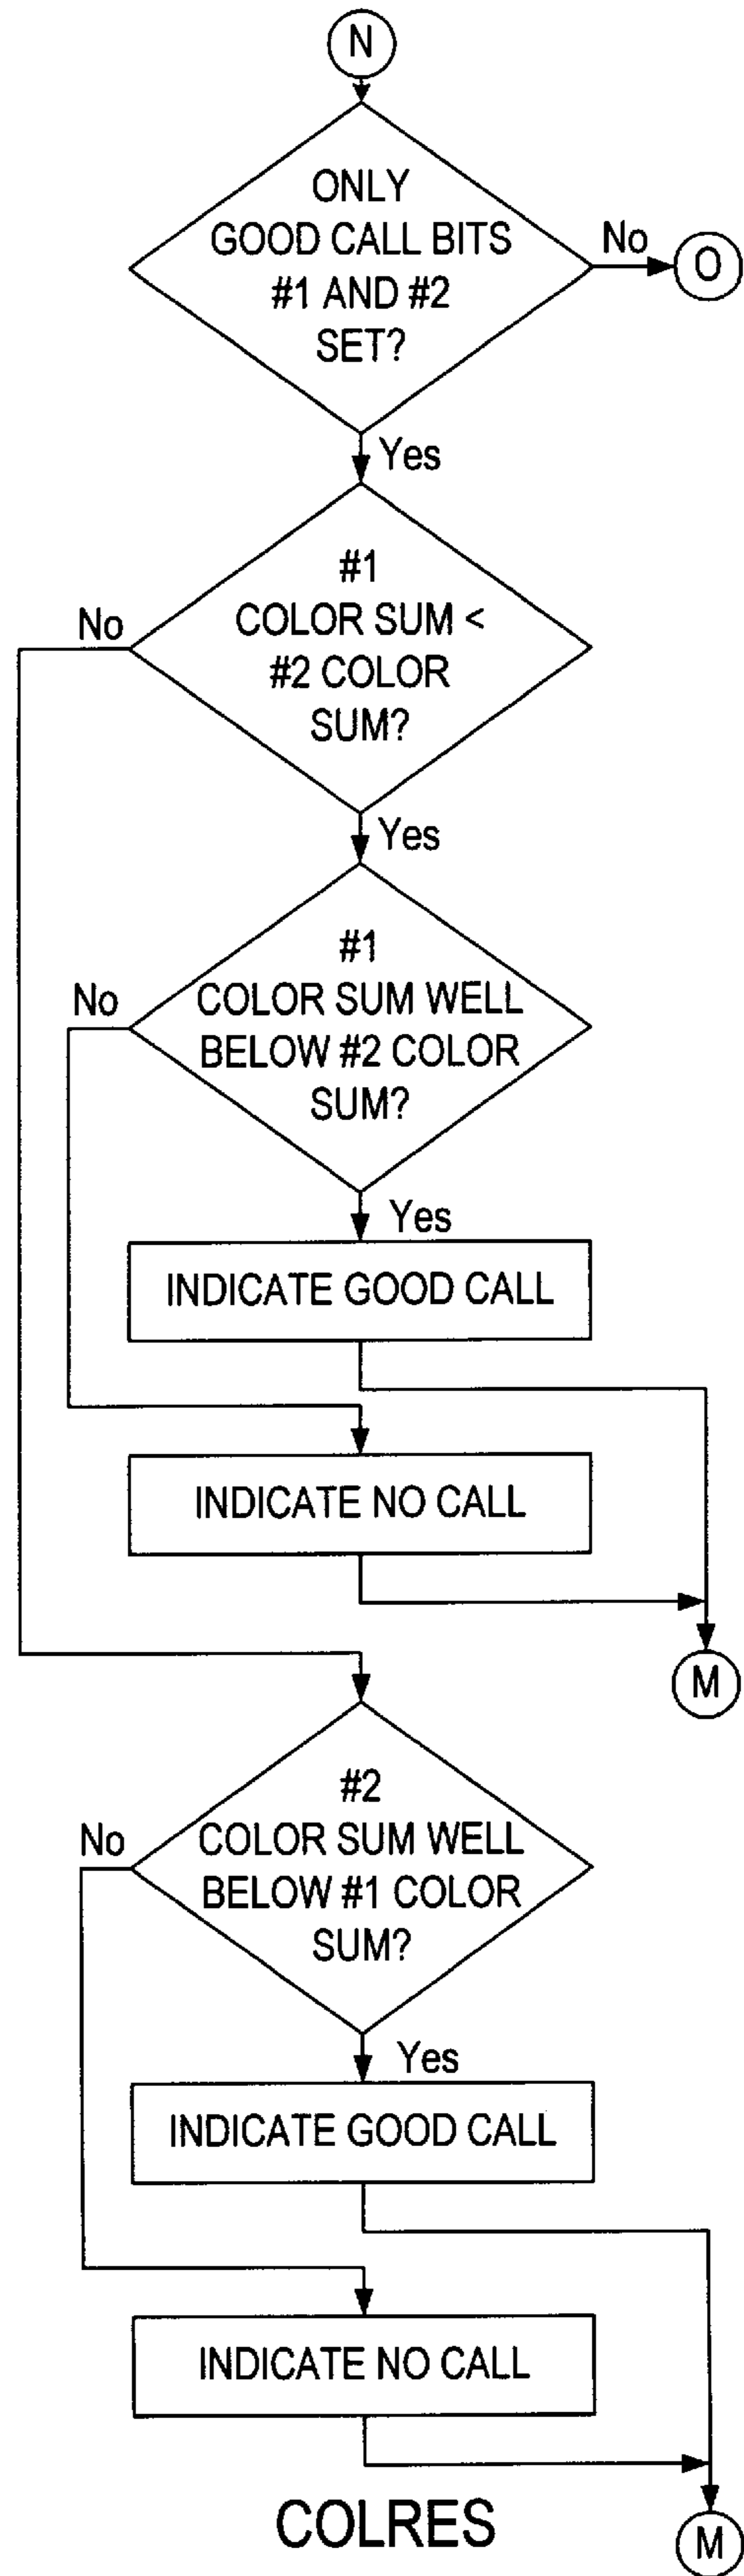 N
ONLY
GOOD CALL BITS
#1 AND #2
SET?
No
O
Yes
#1
COLOR SUM <
#2 COLOR
SUM?
No
Yes
#1
COLOR SUM WELL
BELOW #2 COLOR
SUM?
No
Yes
INDICATE GOOD CALL
INDICATE NO CALL
M
#2
COLOR SUM WELL
BELOW #1 COLOR
SUM?
No
Yes
INDICATE GOOD CALL
INDICATE NO CALL
COLRES
M